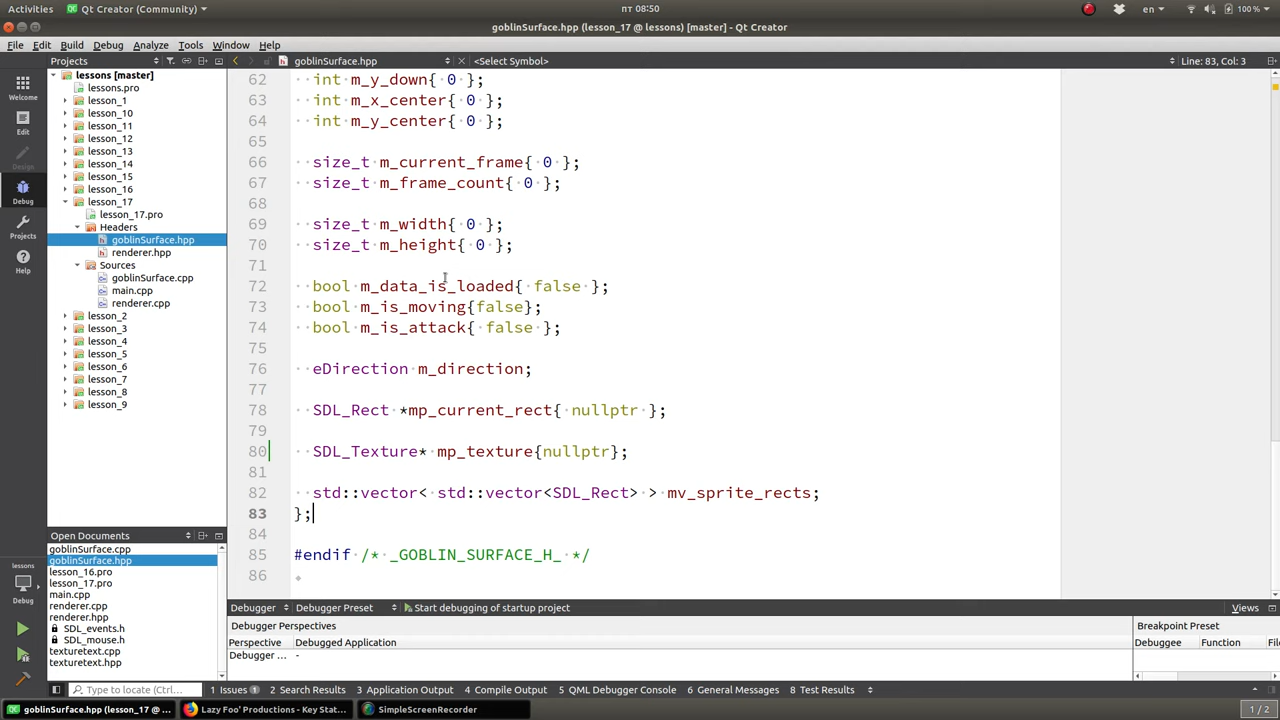 Activities Qt Creator (Community) пт 08:50 en 100 %
goblinSurface.hpp (lesson_17 @ lessons) [master] - Qt Creator
File Edit Build Debug Analyze Tools Window Help
Projects goblinSurface.hpp <Select Symbol> Line: 83, Col: 3
Welcome
Edit
Design
Debug
Projects
Help
lessons
Debug
lessons [master]
lessons.pro
lesson_1
lesson_10
lesson_11
lesson_12
lesson_13
lesson_14
lesson_15
lesson_16
lesson_17
lesson_17.pro
Headers
goblinSurface.hpp
renderer.hpp
Sources
goblinSurface.cpp
main.cpp
renderer.cpp
lesson_2
lesson_3
lesson_4
lesson_5
lesson_6
lesson_7
lesson_8
lesson_9
Open Documents
goblinSurface.cpp
goblinSurface.hpp
lesson_16.pro
lesson_17.pro
main.cpp
renderer.cpp
renderer.hpp
SDL_events.h
SDL_mouse.h
texturetext.cpp
texturetext.hpp
62 int m_y_down{ 0 };
63 int m_x_center{ 0 };
64 int m_y_center{ 0 };
65
66 size_t m_current_frame{ 0 };
67 size_t m_frame_count{ 0 };
68
69 size_t m_width{ 0 };
70 size_t m_height{ 0 };
71
72 bool m_data_is_loaded{ false };
73 bool m_is_moving{false};
74 bool m_is_attack{ false };
75
76 eDirection m_direction;
77
78 SDL_Rect *mp_current_rect{ nullptr };
79
80 SDL_Texture* mp_texture{nullptr};
81
82 std::vector< std::vector<SDL_Rect> > mv_sprite_rects;
83 };
84
85 #endif /* _GOBLIN_SURFACE_H_ */
86
Debugger Debugger Preset Start debugging of startup project Views
Debugger Perspectives Breakpoint Preset
Perspective Debugged Application Debuggee Function Fi
Debugger ... -
Type to locate (Ctrl... 1 Issues 1 2 Search Results 3 Application Output 4 Compile Output 5 QML Debugger Console 6 General Messages 8 Test Results
goblinSurface.hpp (lesson_17 @ ... Lazy Foo' Productions - Key Stat... SimpleScreenRecorder 1 / 2